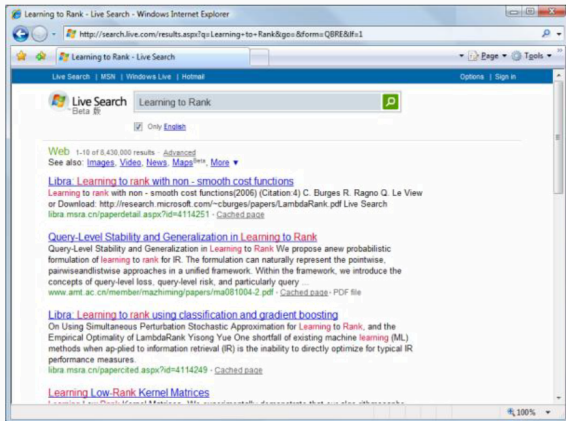 Learning to Rank - Live Search - Windows Internet Explorer
http://search.live.com/results.aspx?q=Learning+to+Rank&go=&form=QBRE&lf=1
Learning to Rank - Live Search
Page Tools
Live Search | MSN | Windows Live | Hotmail Options | Sign in
Live Search Learning to Rank
Beta
Only English
Web 1-10 of 8,430,000 results · Advanced
See also: Images, Video, News, Maps Beta, More ▼
Libra: Learning to rank with non - smooth cost functions
Learning to rank with non - smooth cost functions(2006) (Citation:4) C. Burges R. Ragno Q. Le View
or Download: http://research.microsoft.com/~cburges/papers/LambdaRank.pdf Live Search
libra.msra.cn/paperdetail.aspx?id=4114251 · Cached page
Query-Level Stability and Generalization in Learning to Rank
Query-Level Stability and Generalization in Learning to Rank We propose anew probabilistic
formulation of learning to rank for IR. The formulation can naturally represent the pointwise,
pairwiseandlistwise approaches in a unified framework. Within the framework, we introduce the
concepts of query-level loss, query-level risk, and particularly query ...
www.amt.ac.cn/member/mazhiming/papers/ma081004-2.pdf · Cached page · PDF file
Libra: Learning to rank using classification and gradient boosting
On Using Simultaneous Perturbation Stochastic Approximation for Learning to Rank, and the
Empirical Optimality of LambdaRank Yisong Yue One shortfall of existing machine learning (ML)
methods when ap-plied to information retrieval (IR) is the inability to directly optimize for typical IR
performance measures.
libra.msra.cn/papercited.aspx?id=4114249 · Cached page
Learning Low-Rank Kernel Matrices
100%